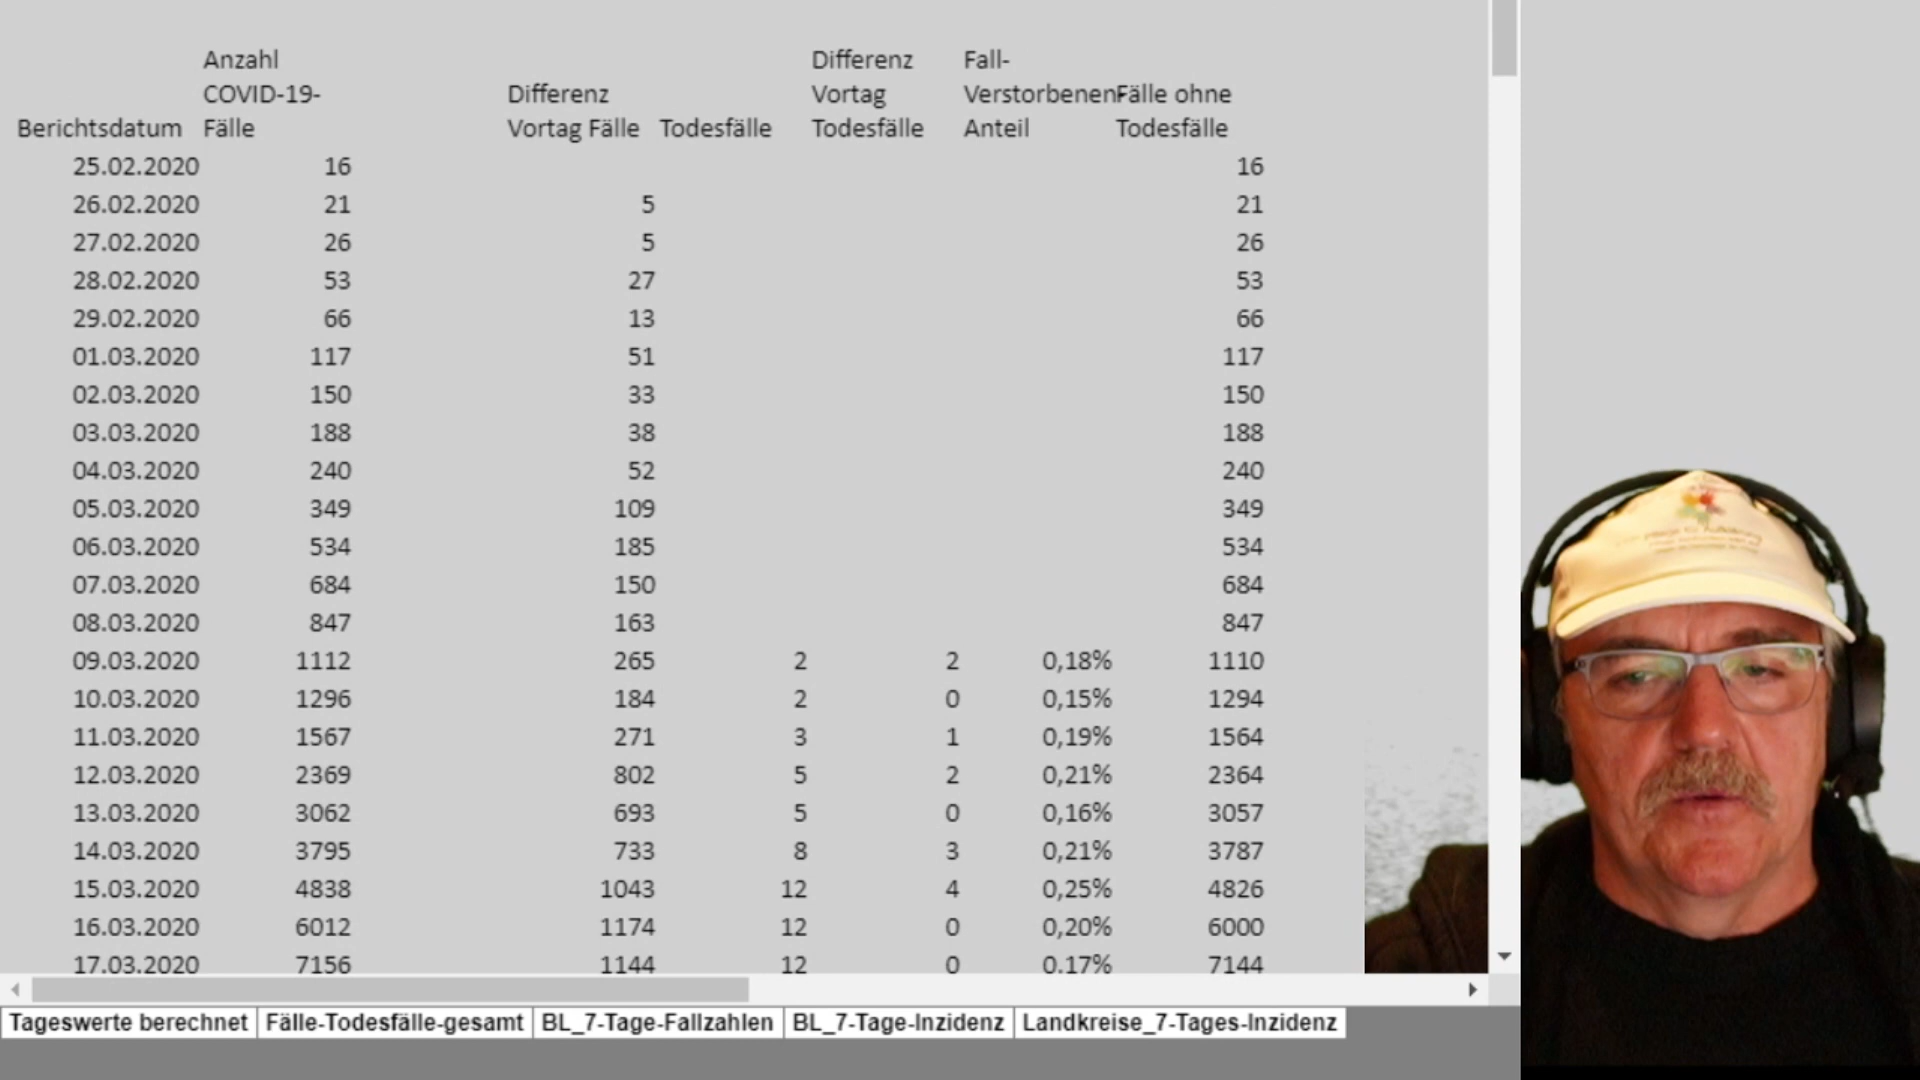 Anzahl COVID-19-Fälle
Berichtsdatum Anzahl COVID-19- Fälle Differenz Vortag Fälle Todesfälle Differenz Vortag Todesfälle Fall- Verstorbenen- Anteil Fälle ohne Todesfälle
25.02.2020 16 16
26.02.2020 21 5 21
27.02.2020 26 5 26
28.02.2020 53 27 53
29.02.2020 66 13 66
01.03.2020 117 51 117
02.03.2020 150 33 150
03.03.2020 188 38 188
04.03.2020 240 52 240
05.03.2020 349 109 349
06.03.2020 534 185 534
07.03.2020 684 150 684
08.03.2020 847 163 847
09.03.2020 1112 265 2 2 0,18% 1110
10.03.2020 1296 184 2 0 0,15% 1294
11.03.2020 1567 271 3 1 0,19% 1564
12.03.2020 2369 802 5 2 0,21% 2364
13.03.2020 3062 693 5 0 0,16% 3057
14.03.2020 3795 733 8 3 0,21% 3787
15.03.2020 4838 1043 12 4 0,25% 4826
16.03.2020 6012 1174 12 0 0,20% 6000
17.03.2020 7156 1144 12 0 0,17% 7144
Tageswerte berechnet Fälle-Todesfälle-gesamt BL_7-Tage-Fallzahlen BL_7-Tage-Inzidenz Landkreise_7-Tages-Inzidenz